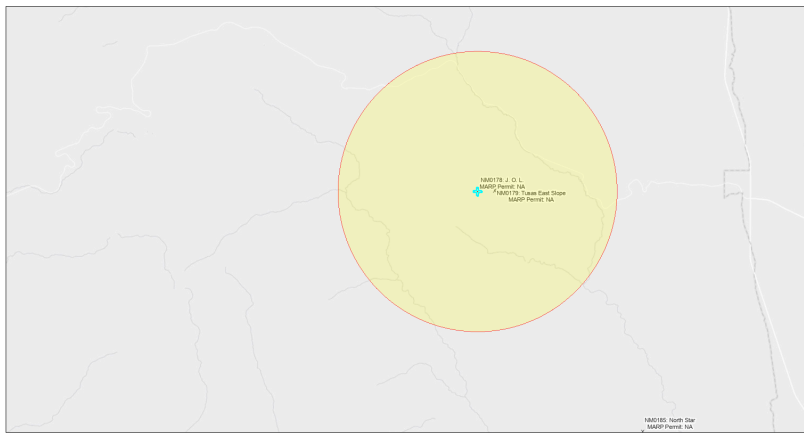 NM0178: J. O. L.
MARP Permit: NA
NM0179: Tusas East Slope
MARP Permit: NA
NM0185: North Star
MARP Permit: NA